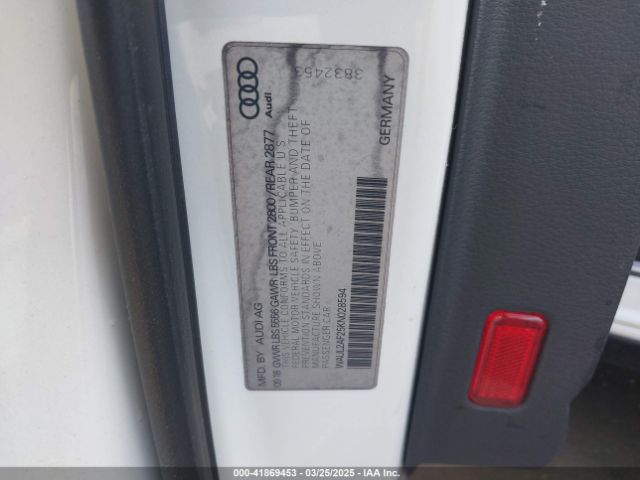 MFD. BY AUDI AG
09.18 GVWR LBS 5566 GAWR LBS FRONT 2800 / REAR 2877
THIS VEHICLE CONFORMS TO ALL APPLICABLE U S
FEDERAL MOTOR VEHICLE SAFETY, BUMPER AND THEFT
PREVENTION STANDARDS IN EFFECT ON THE DATE OF
MANUFACTURE SHOWN ABOVE
PASSENGER CAR
WAUL2AF25KN028594
GERMANY
Audi
3832453
000-41869453 — 03/25/2025 — IAA Inc.